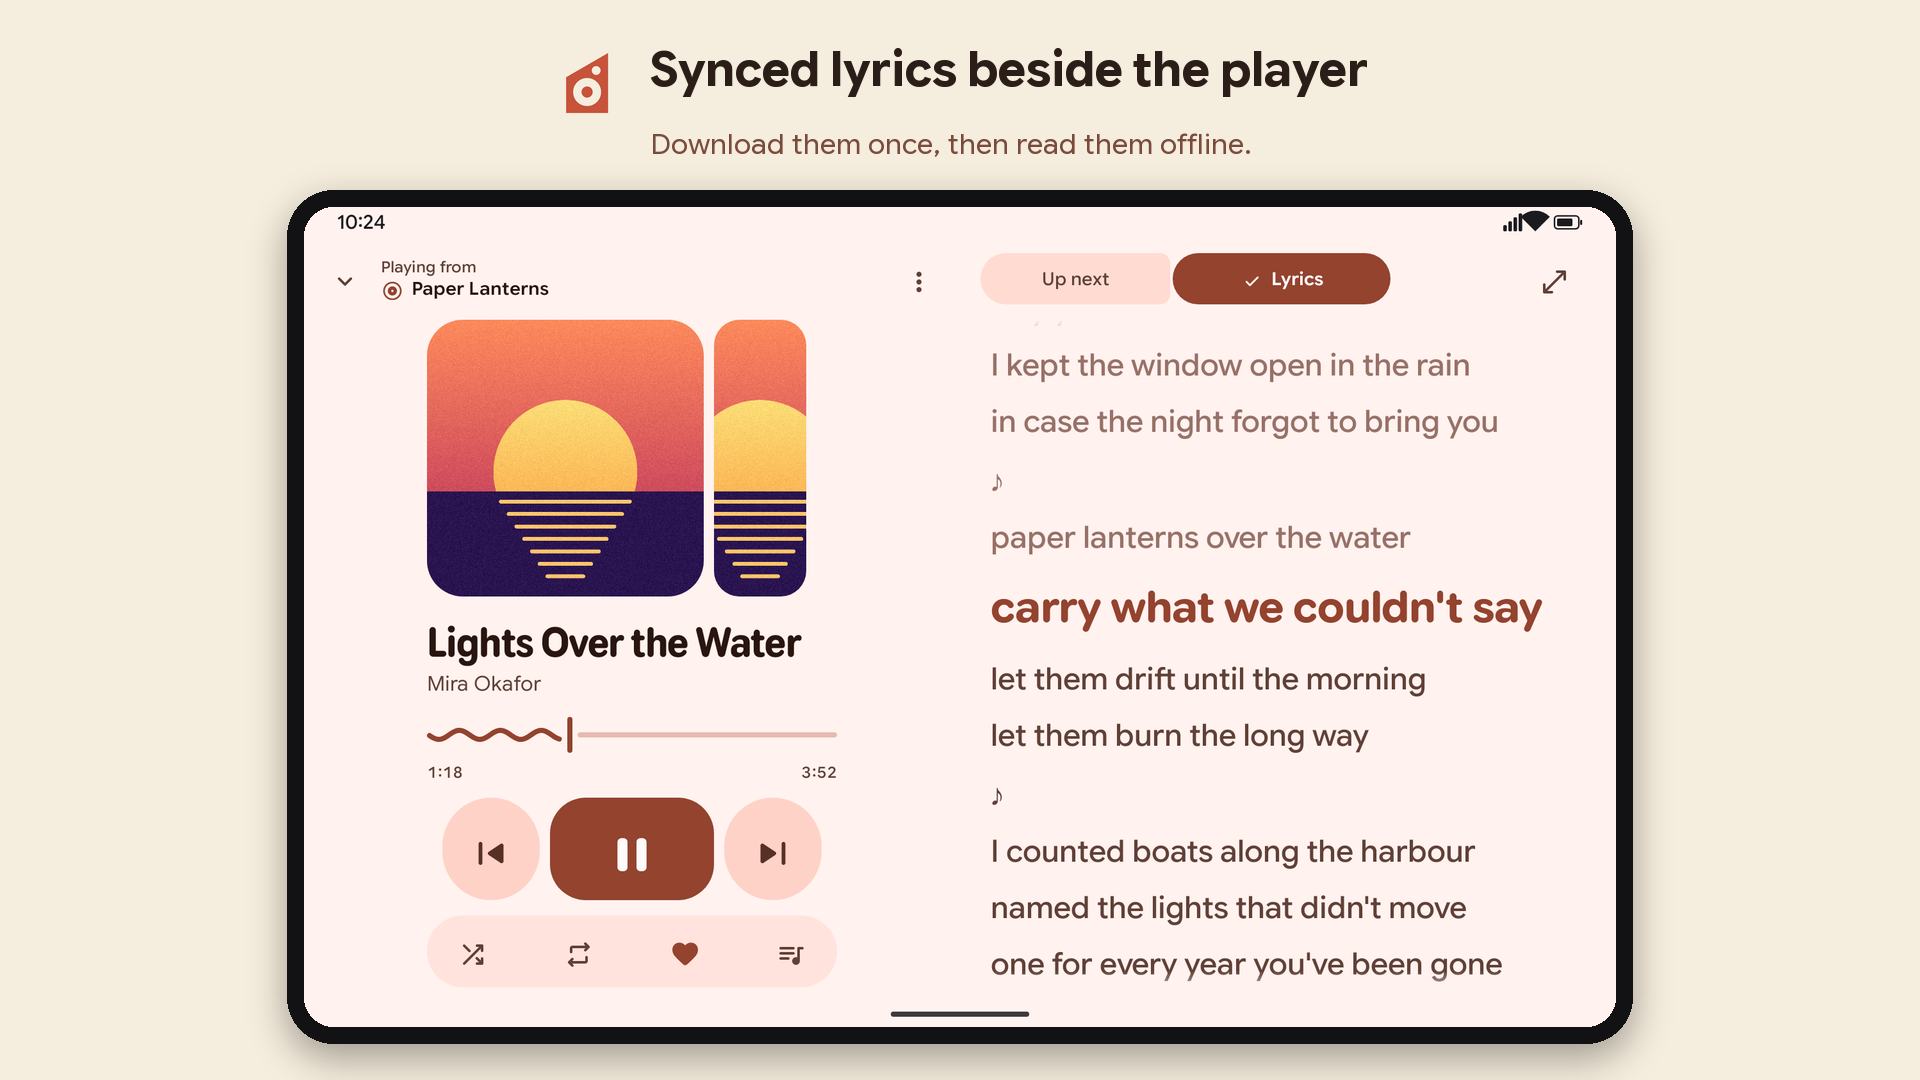 Synced lyrics beside the player
Download them once, then read them offline.
10:24
Playing from
Paper Lanterns
Lights Over the Water
Mira Okafor
1:18
3:52
Up next
Lyrics
I kept the window open in the rain
in case the night forgot to bring you
♪
paper lanterns over the water
carry what we couldn't say
let them drift until the morning
let them burn the long way
♪
I counted boats along the harbour
named the lights that didn't move
one for every year you've been gone